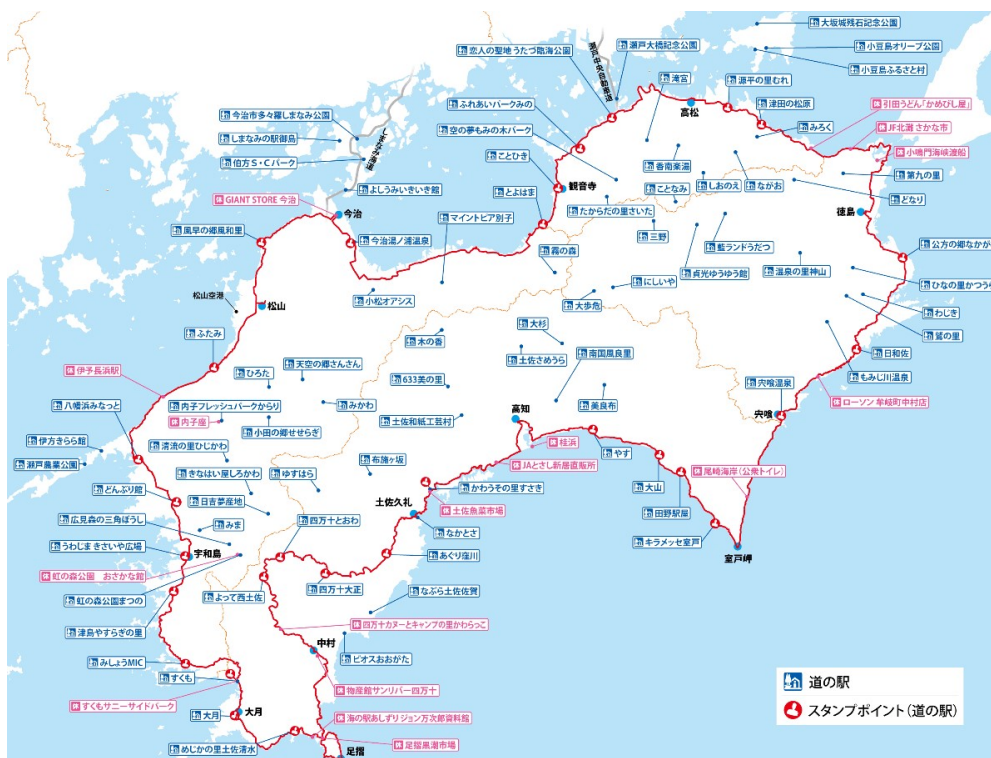 大坂城残石記念公園
恋人の聖地 うたづ臨海公園
瀬戸大橋記念公園
小豆島オリーブ公園
小豆島ふるさと村
瀬戸中央自動車道
滝宮
源平の里むれ
今治市多々羅しまなみ公園
ふれあいパークみの
高松
津田の松原
引田うどん「かめびし屋」
しまなみの駅御島
しまなみ海道
空の夢もみの木パーク
みろく
JF北灘 さかな市
伯方S・Cパーク
ことひき
香南楽湯
小鳴門海峡渡船
よしうみいきいき館
観音寺
ことなみ
しおのえ
ながお
第九の里
GIANT STORE 今治
今治
とよはま
たからだの里さいた
どなり
徳島
風早の郷風和里
マイントピア別子
三野
藍ランドうだつ
今治湯ノ浦温泉
霧の森
貞光ゆうゆう館
温泉の里神山
公方の郷なかが
松山空港
松山
小松オアシス
にしいや
大歩危
ひなの里かつうら
わじき
鷲の里
ふたみ
木の香
大杉
南国風良里
日和佐
天空の郷さんさん
土佐さめうら
もみじ川温泉
伊予長浜駅
ひろた
633美の里
宍喰温泉
ローソン 牟岐町中村店
八幡浜みなっと
内子フレッシュパークからり
みかわ
美良布
高知
宍喰
内子座
小田の郷せせらぎ
土佐和紙工芸村
伊方きらら館
清流の里ひじかわ
桂浜
やす
瀬戸農業公園
きなはい屋しろかわ
ゆすはら
布施ヶ坂
JAとさし新居直販所
尾崎海岸(公衆トイレ)
どんぶり館
日吉夢産地
かわうその里すさき
大山
土佐久礼
土佐魚菜市場
田野駅屋
広見森の三角ぼうし
みま
四万十とおわ
なかとさ
キラメッセ室戸
うわじま きさいや広場
宇和島
あぐり窪川
室戸岬
虹の森公園 おさかな館
虹の森公園まつの
よって西土佐
四万十大正
なぶら土佐佐賀
津島やすらぎの里
四万十カヌーとキャンプの里かわらっこ
中村
ビオスおおがた
みしょうMIC
すくも
物産館サンリバー四万十
道の駅
すくもサニーサイドパーク
大月
大月
海の駅あしずり ジョン万次郎資料館
スタンプポイント(道の駅)
めじかの里土佐清水
足摺黒潮市場
足摺